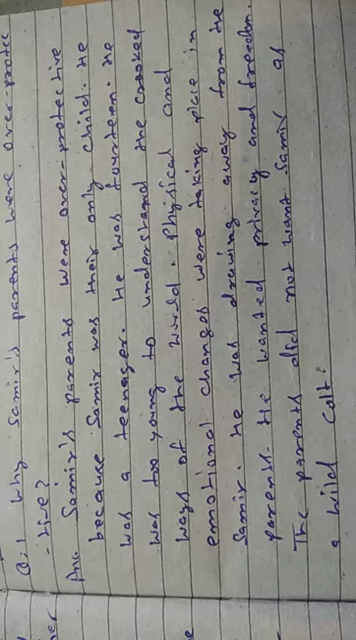 Q:1 Why Samir's parents were over-protec
-tive?
Ans. Samir's parents were over-protective
because Samir was their only child. He
was a teenager. He was fourteen. He
was too young to understand the crooked
ways of the world. Physical and
emotional changes were taking place in
Samir. He was drawing away from the
parents. He wanted privacy and freedom.
The parents did not want Samir as
a wild colt.